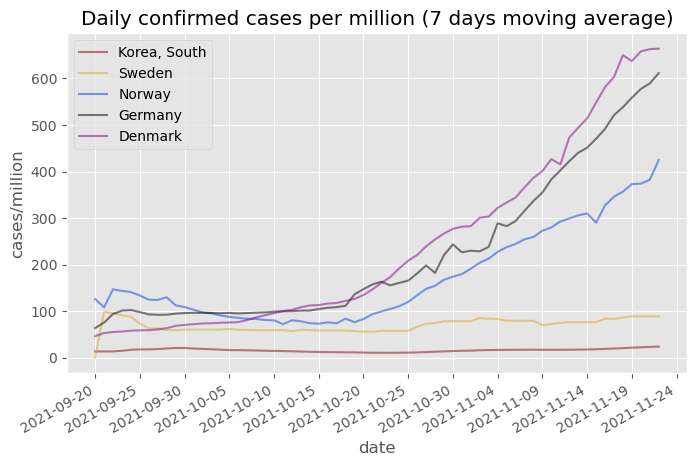 Daily confirmed cases per million (7 days moving average)
Korea, South
Sweden
Norway
Germany
Denmark
cases/million
600
500
400
300
200
100
0
2021-09-20
2021-09-25
2021-09-30
2021-10-05
2021-10-10
2021-10-15
2021-10-20
2021-10-25
2021-10-30
2021-11-04
2021-11-09
2021-11-14
2021-11-19
2021-11-24
date